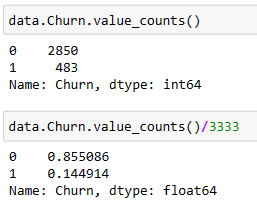 data.Churn.value_counts()
0    2850
1     483
Name: Churn, dtype: int64
data.Churn.value_counts()/3333
0    0.855086
1    0.144914
Name: Churn, dtype: float64